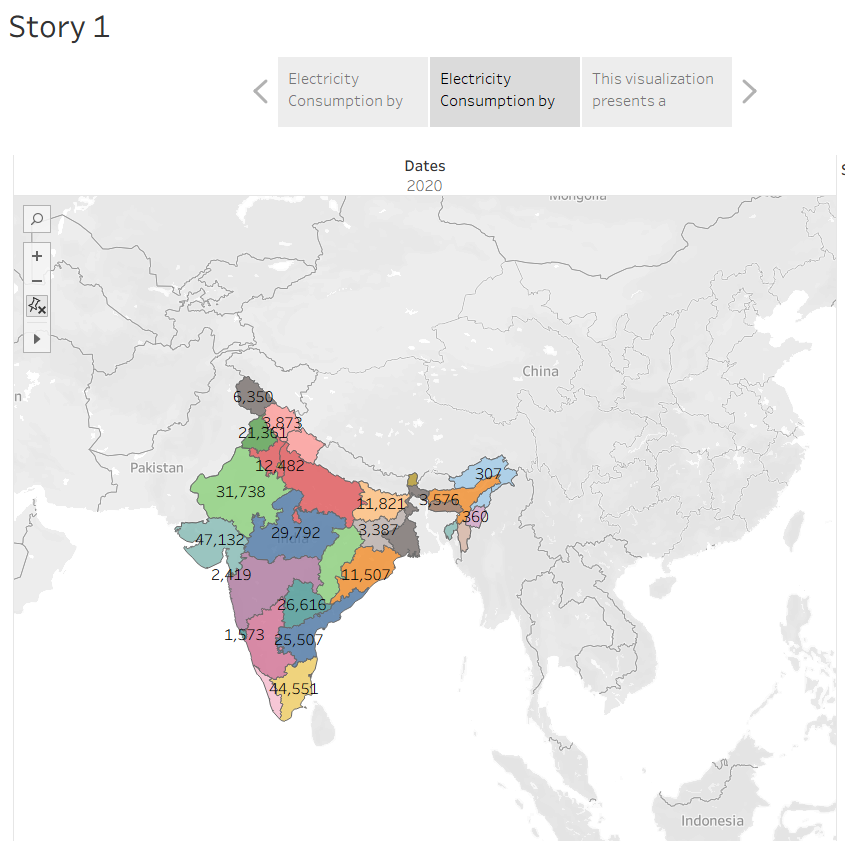 Story 1
Electricity
Consumption by
Electricity
Consumption by
This visualization
presents a
Dates
2020
Mongolia
China
6,350
3,873
21,361
12,482
Pakistan
307
31,738
3,576
11,821
360
3,387
29,792
47,132
2,419
11,507
26,616
1,573
25,507
44,551
Indonesia